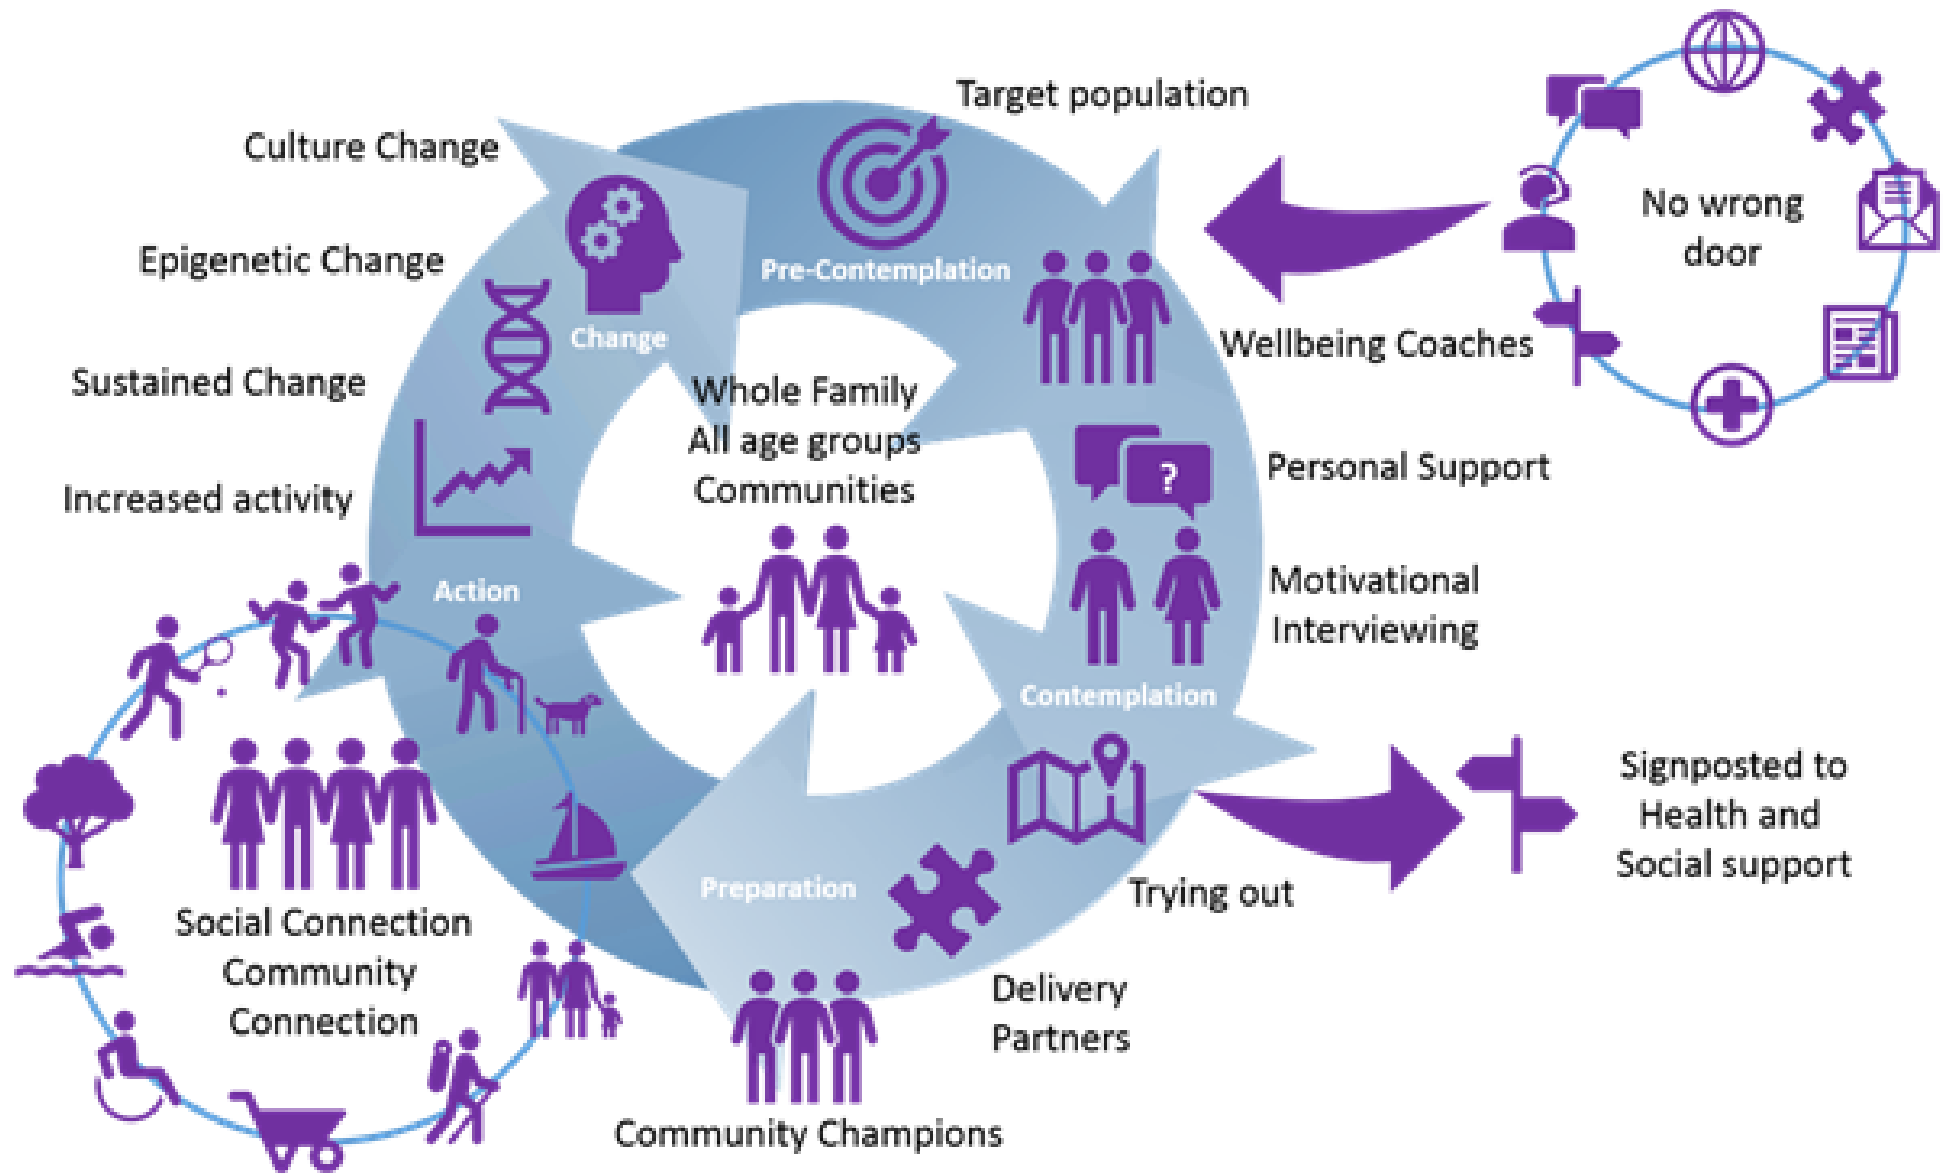 Target population
Culture Change
No wrong
door
Epigenetic Change
Pre-Contemplation
Change
Wellbeing Coaches
Sustained Change
Whole Family
All age groups
Communities
Personal Support
?
Increased activity
Motivational
Interviewing
Action
Contemplation
Signposted to
Health and
Social support
Preparation
Trying out
Social Connection
Community
Connection
Delivery
Partners
Community Champions